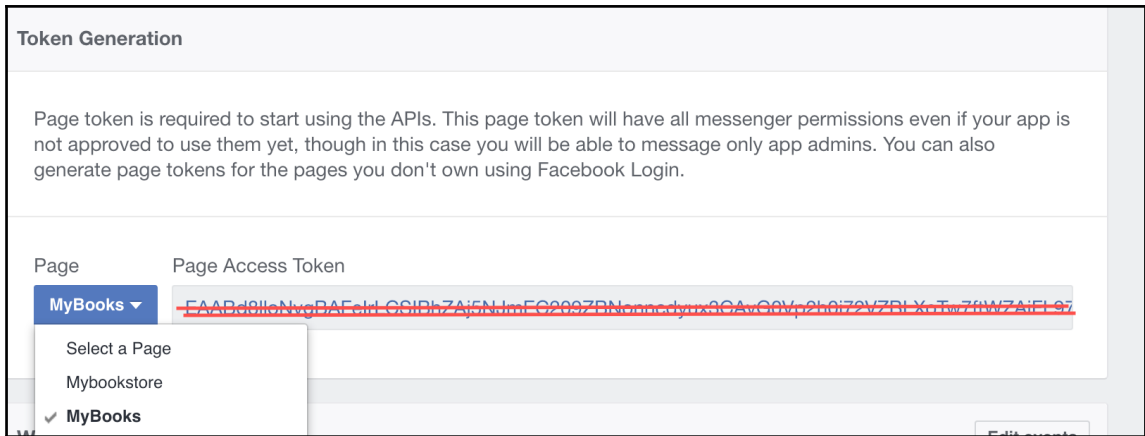 Token Generation
Page token is required to start using the APIs. This page token will have all messenger permissions even if your app is
not approved to use them yet, though in this case you will be able to message only app admins. You can also
generate page tokens for the pages you don't own using Facebook Login.
Page
Page Access Token
MyBooks
Select a Page
Mybookstore
MyBooks
Edit events